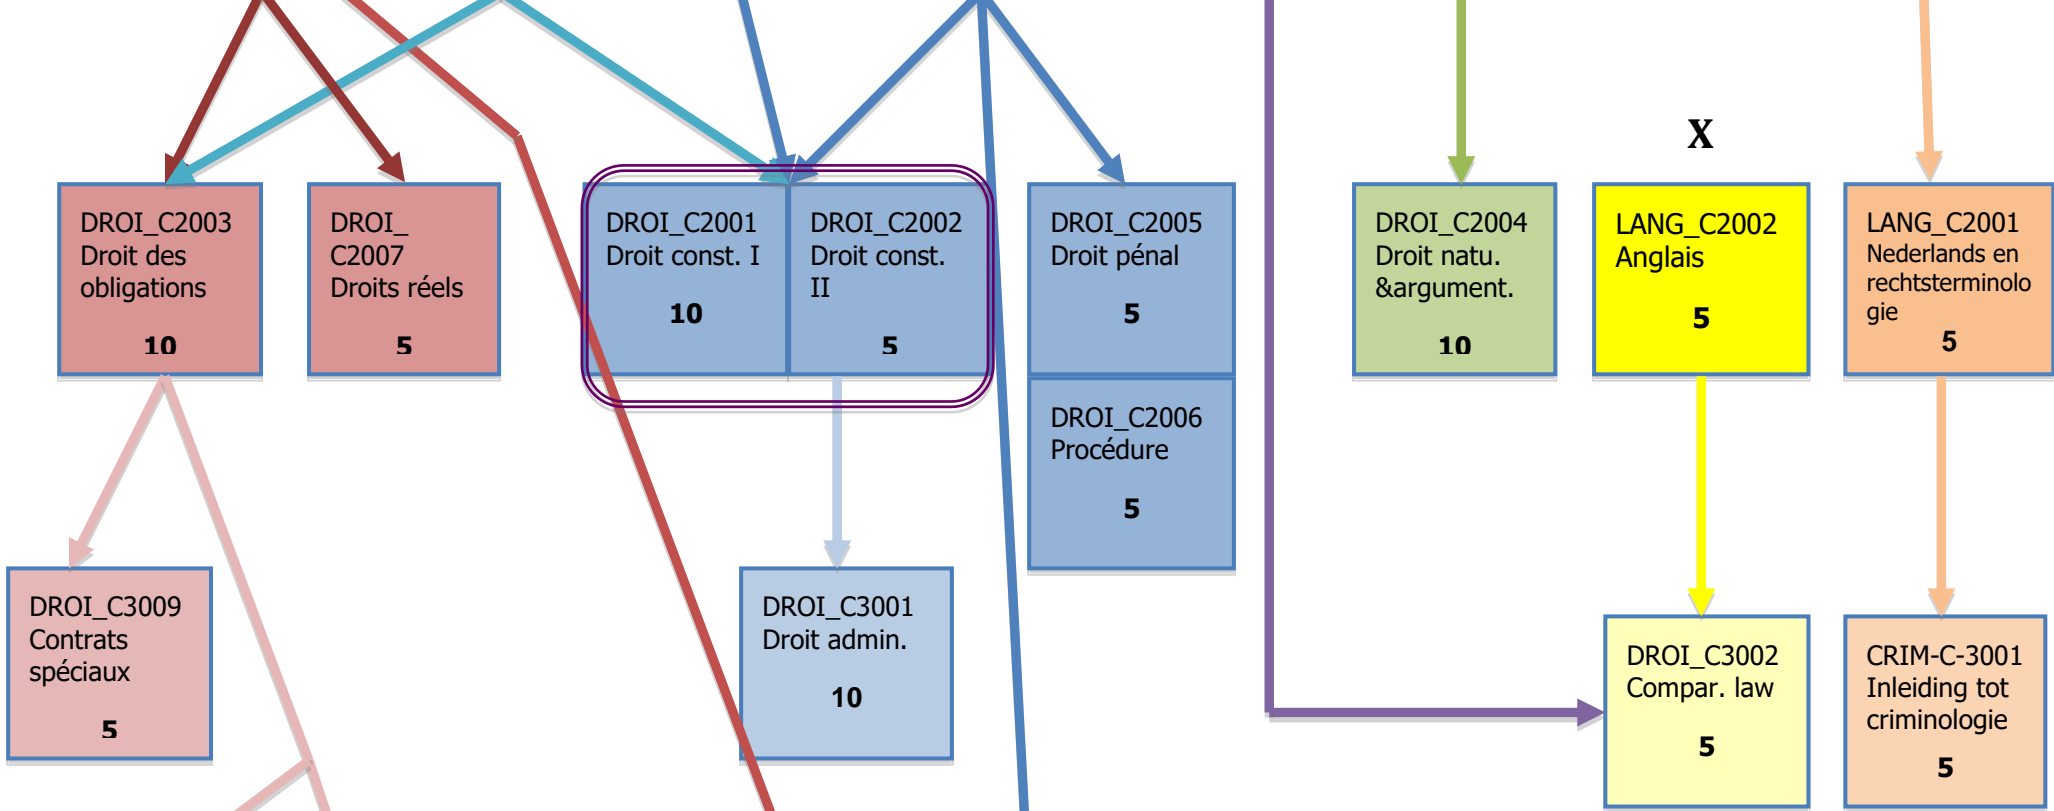 X
DROI_C2003
Droit des
obligations
10
DROI_
C2007
Droits réels
5
DROI_C2001
Droit const. I
10
DROI_C2002
Droit const.
II
5
DROI_C2005
Droit pénal
5
DROI_C2004
Droit natu.
&argument.
10
LANG_C2002
Anglais
5
LANG_C2001
Nederlands en
rechtsterminolo
gie
5
DROI_C2006
Procédure
5
DROI_C3009
Contrats
spéciaux
5
DROI_C3001
Droit admin.
10
DROI_C3002
Compar. law
5
CRIM-C-3001
Inleiding tot
criminologie
5